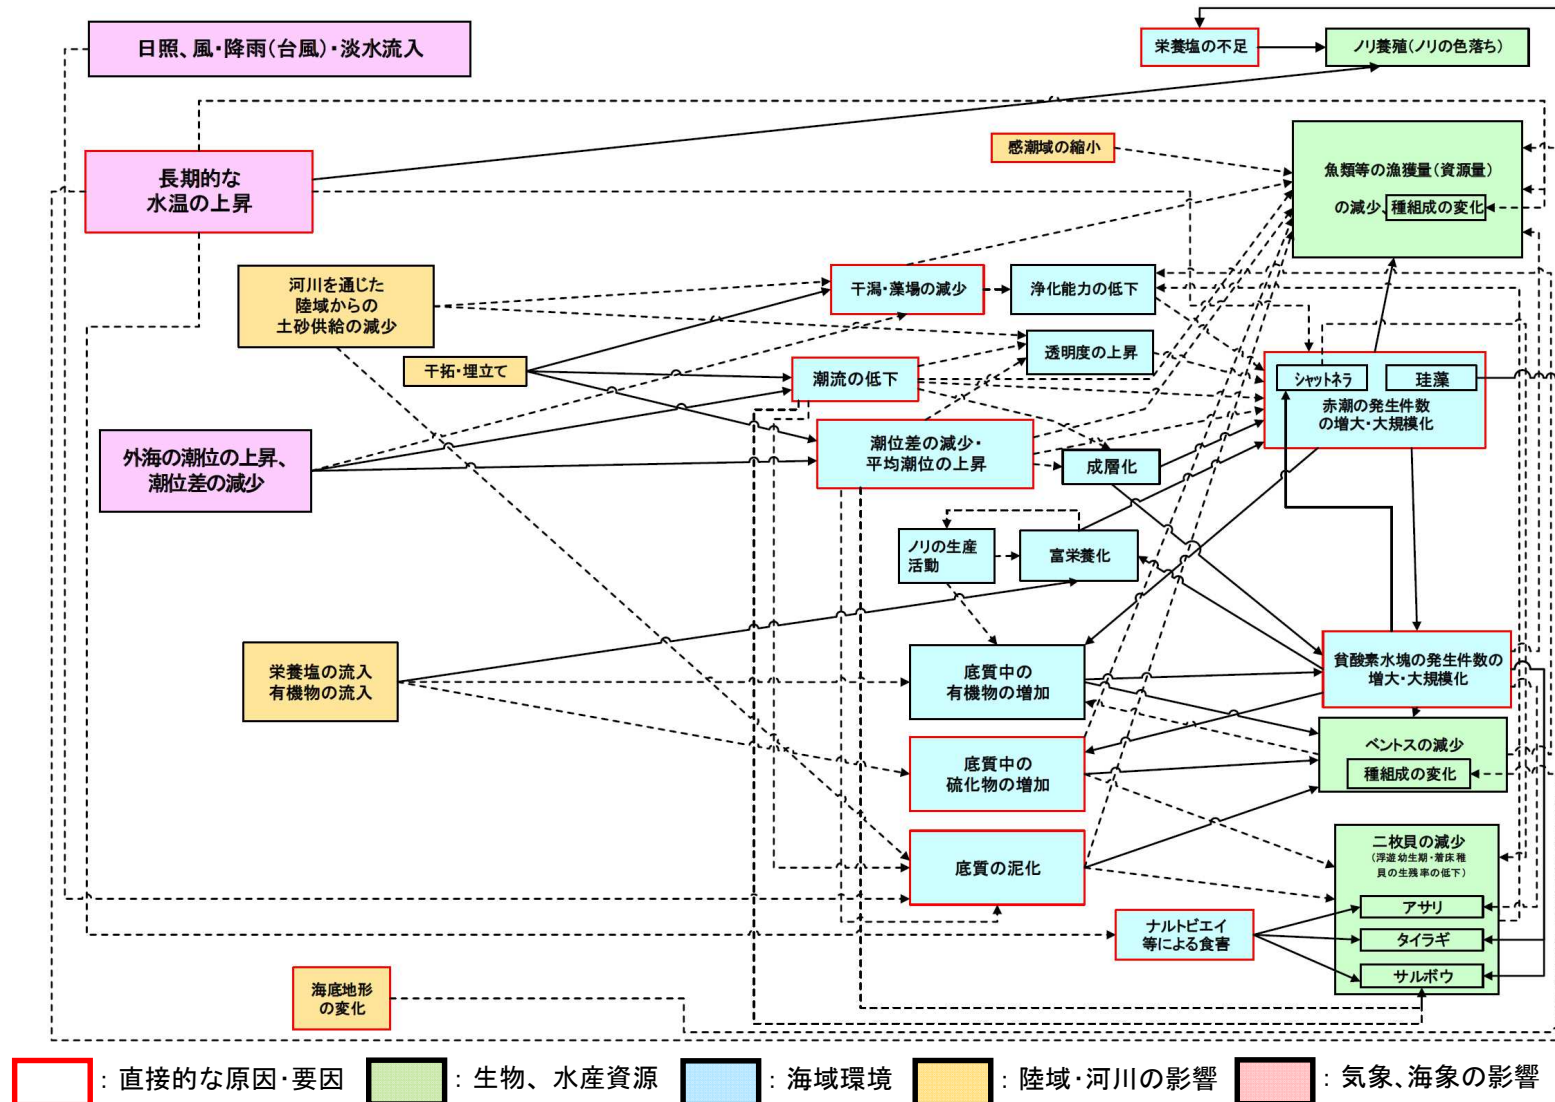 日照、風・降雨(台風)・淡水流入
栄養塩の不足
ノリ養殖(ノリの色落ち)
長期的な
水温の上昇
感潮域の縮小
魚類等の漁獲量(資源量)
の減少、種組成の変化
河川を通じた
陸域からの
土砂供給の減少
干潟・藻場の減少
浄化能力の低下
透明度の上昇
干拓・埋立て
潮流の低下
シャットネラ
珪藻
赤潮の発生件数
の増大・大規模化
外海の潮位の上昇、
潮位差の減少
潮位差の減少・
平均潮位の上昇
成層化
ノリの生産
活動
富栄養化
栄養塩の流入
有機物の流入
底質中の
有機物の増加
貧酸素水塊の発生件数の
増大・大規模化
底質中の
硫化物の増加
ベントスの減少
種組成の変化
底質の泥化
二枚貝の減少
(浮遊幼生期・着床稚
貝の生残率の低下)
アサリ
タイラギ
サルボウ
ナルトビエイ
等による食害
海底地形
の変化
:直接的な原因・要因
:生物、水産資源
:海域環境
:陸域・河川の影響
:気象、海象の影響